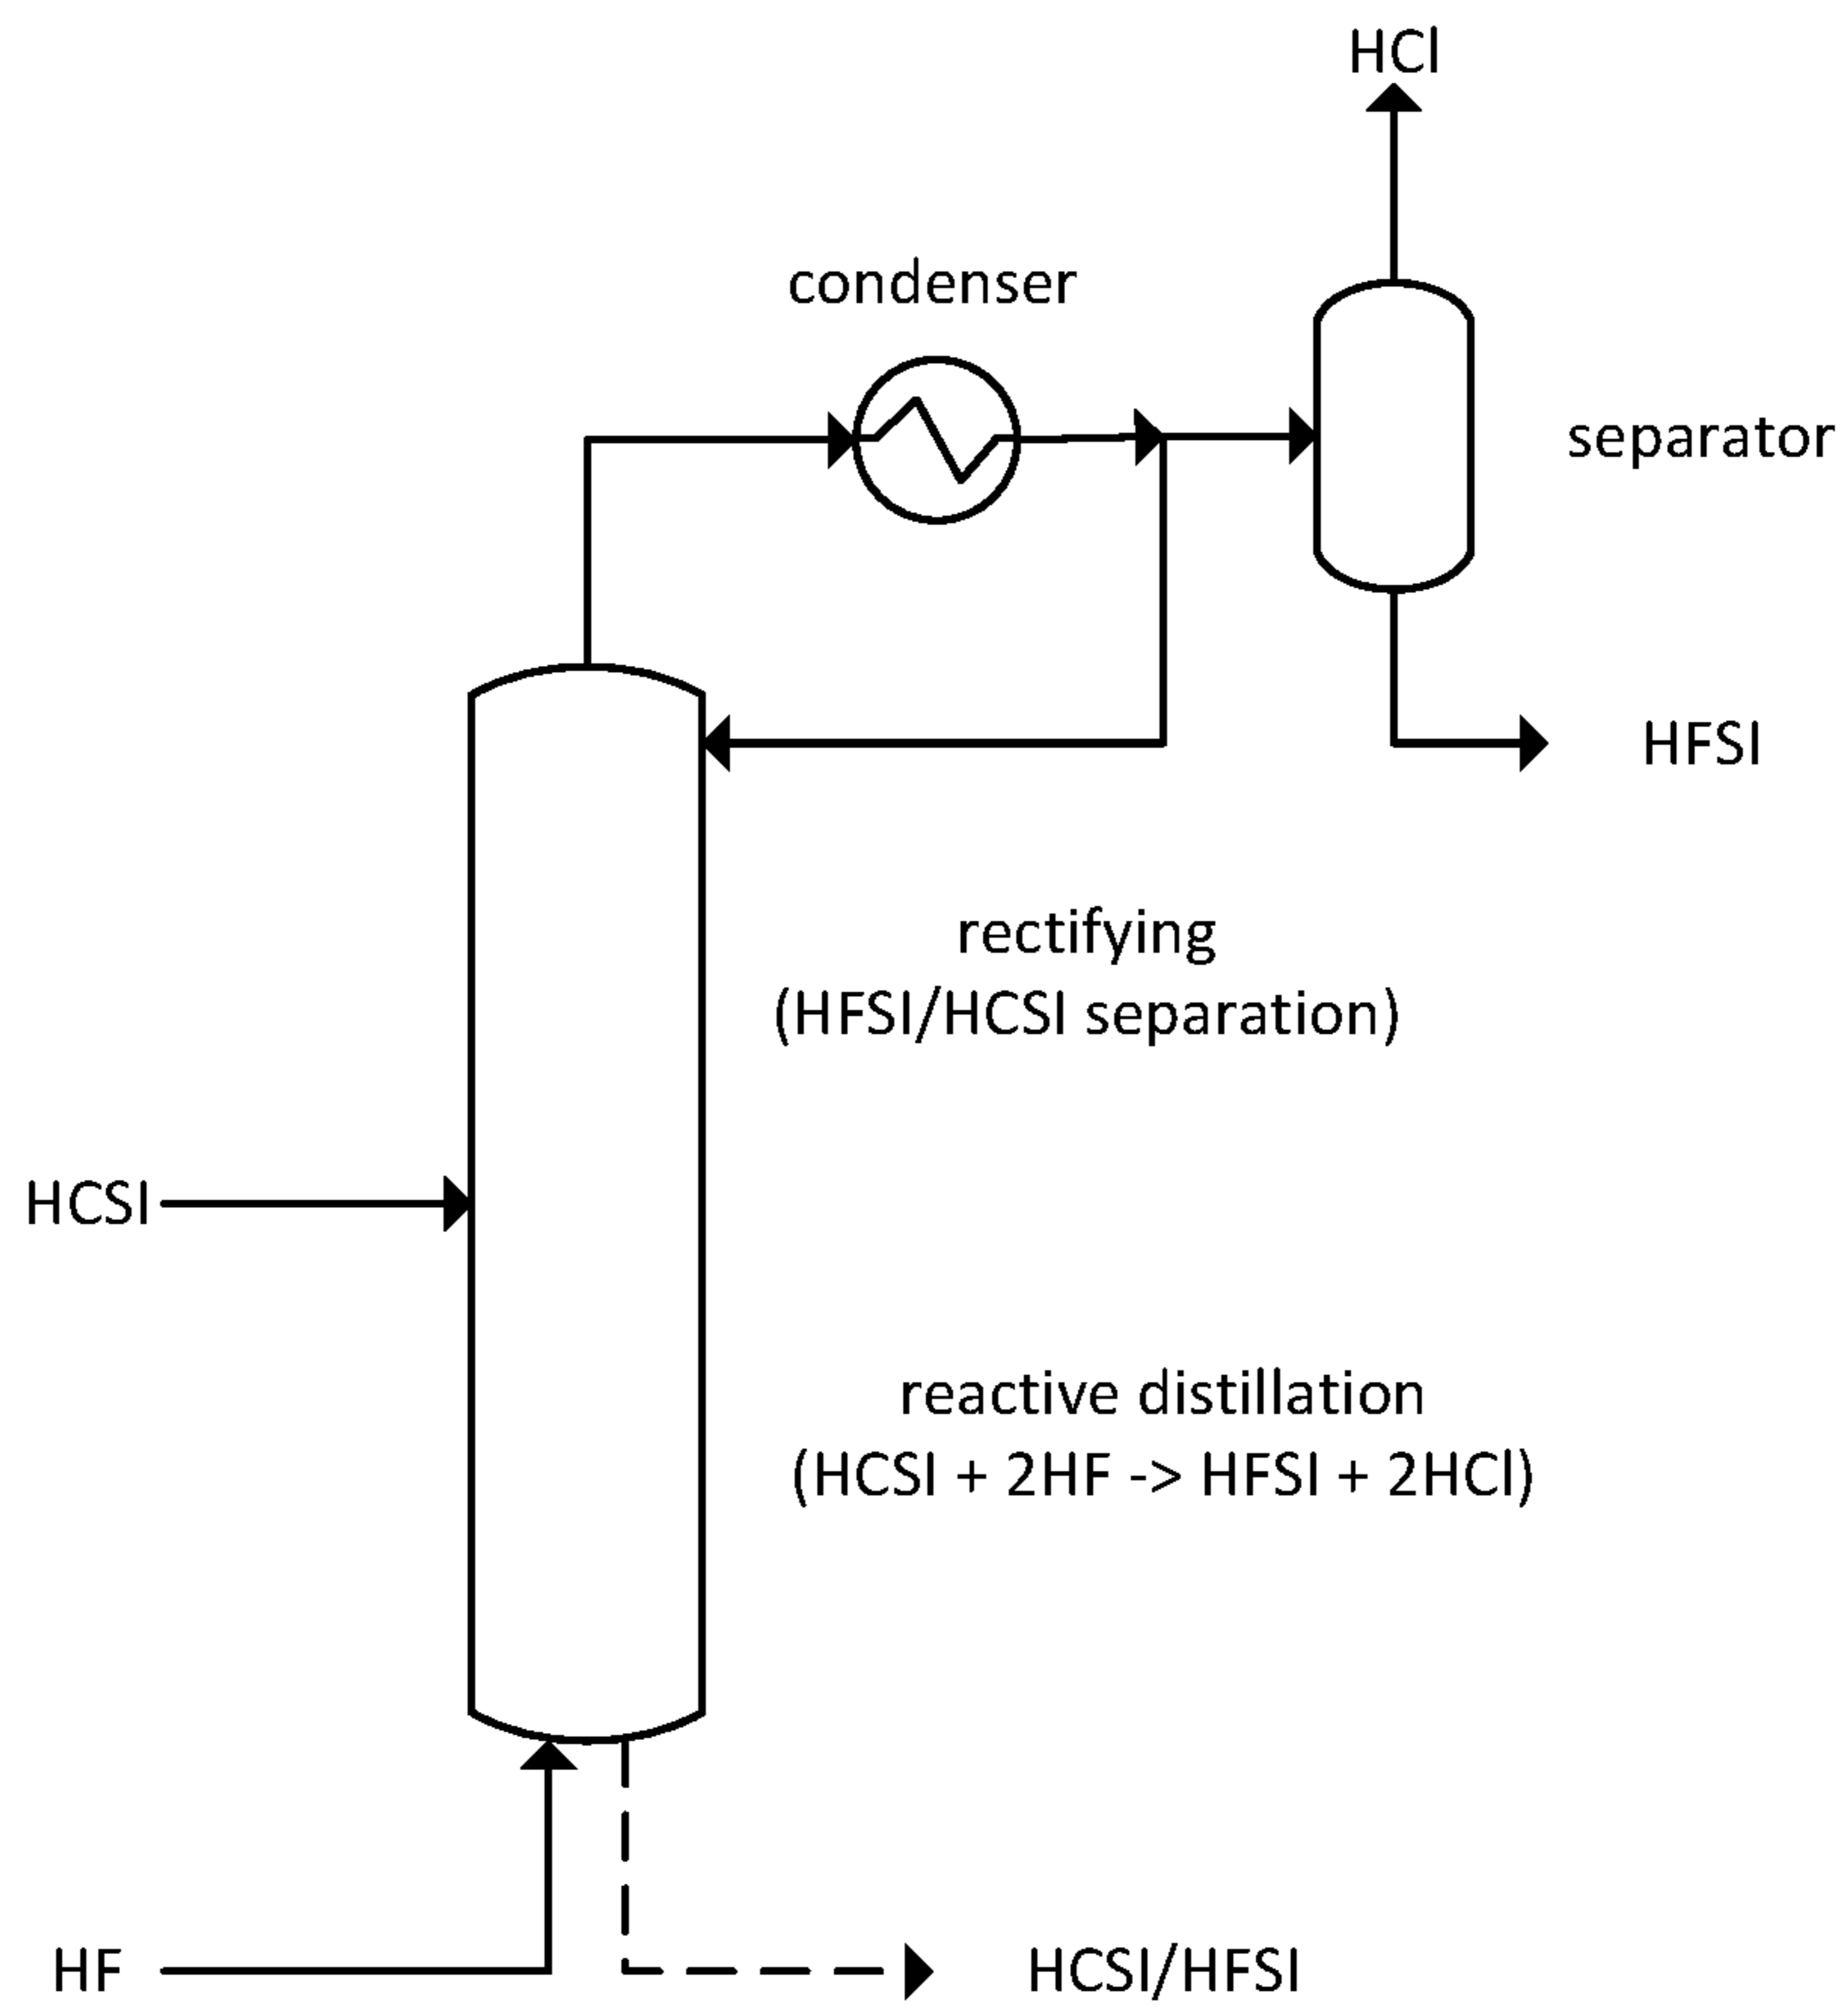 HCl
condenser
separator
HFSI
rectifying
(HFSI/HCSI separation)
HCSI
reactive distillation
(HCSI + 2HF -> HFSI + 2HCl)
HF
HCSI/HFSI